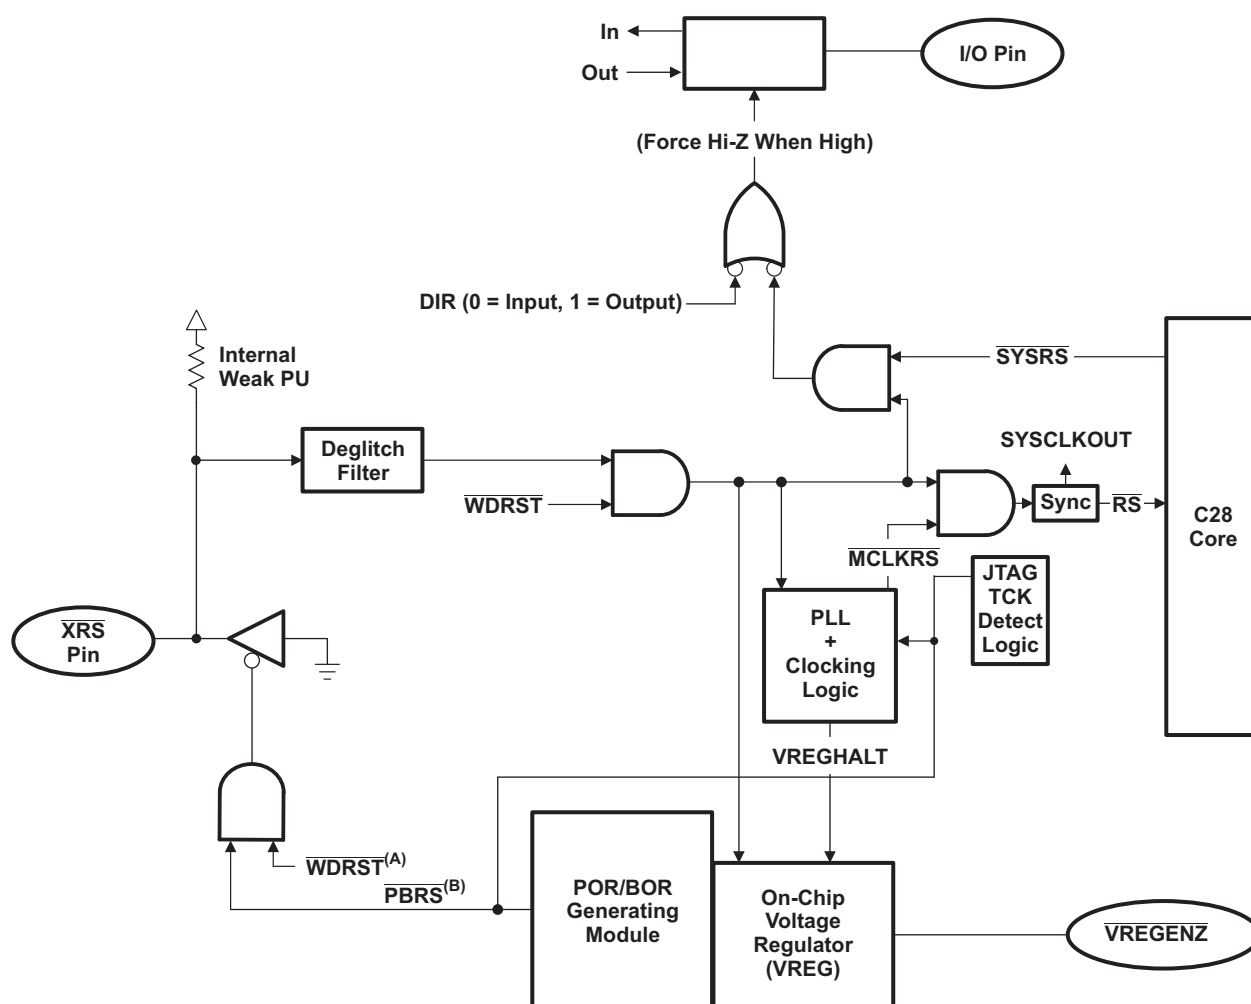 In
Out
I/O Pin
(Force Hi-Z When High)
DIR (0 = Input, 1 = Output)
Internal
Weak PU
SYSRS
Deglitch
Filter
SYSCLKOUT
WDRST
Sync
RS
C28
Core
MCLKRS
JTAG
TCK
Detect
Logic
XRS
Pin
PLL
+
Clocking
Logic
VREGHALT
WDRST(A)
PBRS(B)
POR/BOR
Generating
Module
On-Chip
Voltage
Regulator
(VREG)
VREGENZ